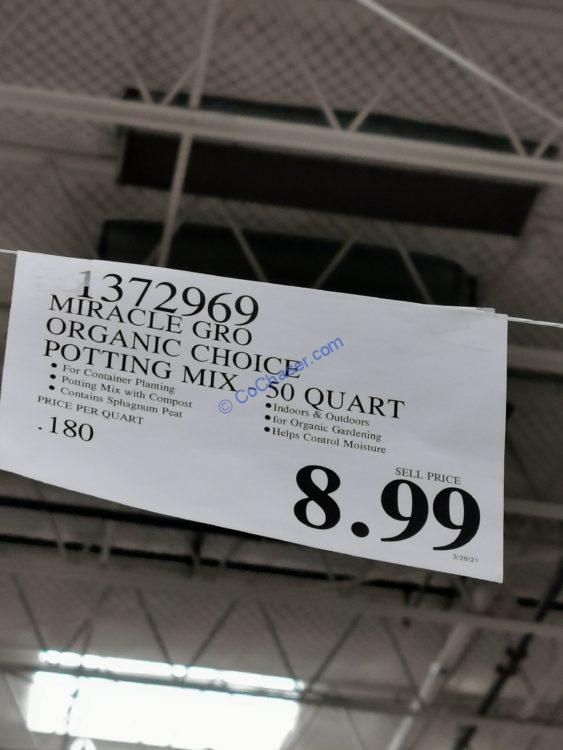 1372969
MIRACLE GRO
ORGANIC CHOICE
POTTING MIX 50 QUART
• For Container Planting
• Potting Mix with Compost
• Contains Sphagnum Peat
• Indoors & Outdoors
• for Organic Gardening
• Helps Control Moisture
PRICE PER QUART
.180
SELL PRICE
8.99
3/29/21
© CoChaser.com